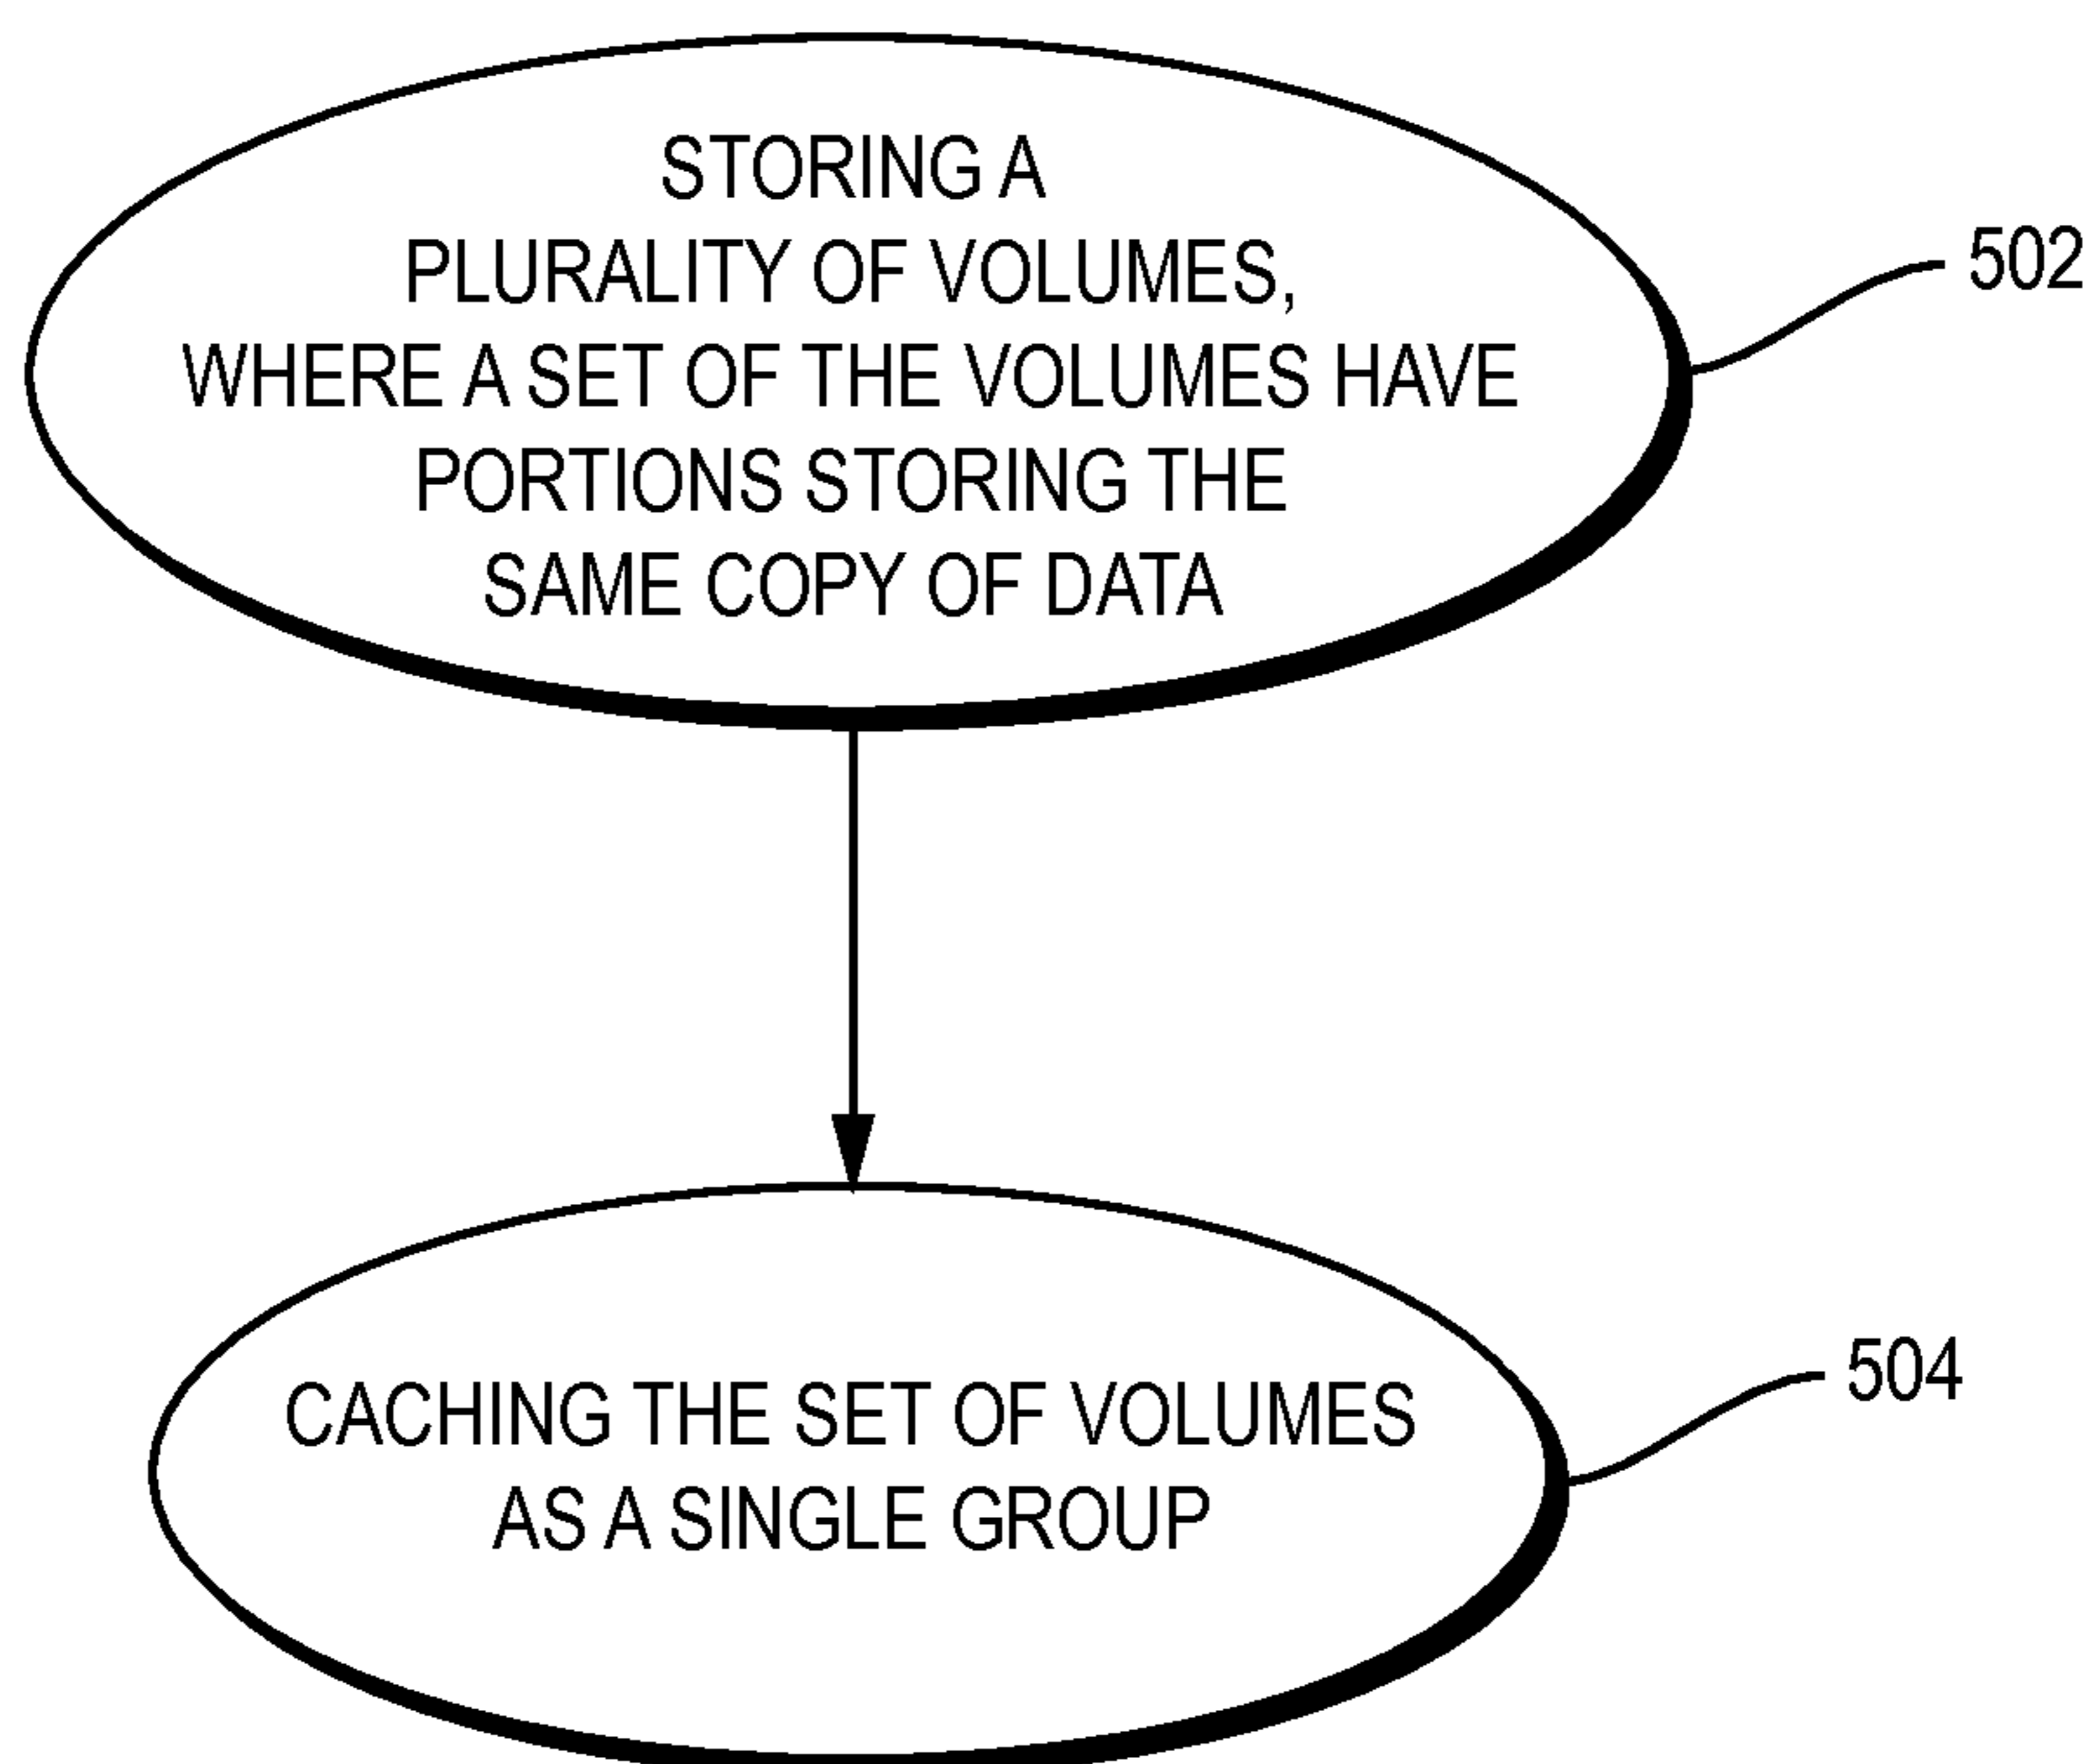 STORING A
PLURALITY OF VOLUMES,
WHERE A SET OF THE VOLUMES HAVE
PORTIONS STORING THE
SAME COPY OF DATA
502
CACHING THE SET OF VOLUMES
AS A SINGLE GROUP
504